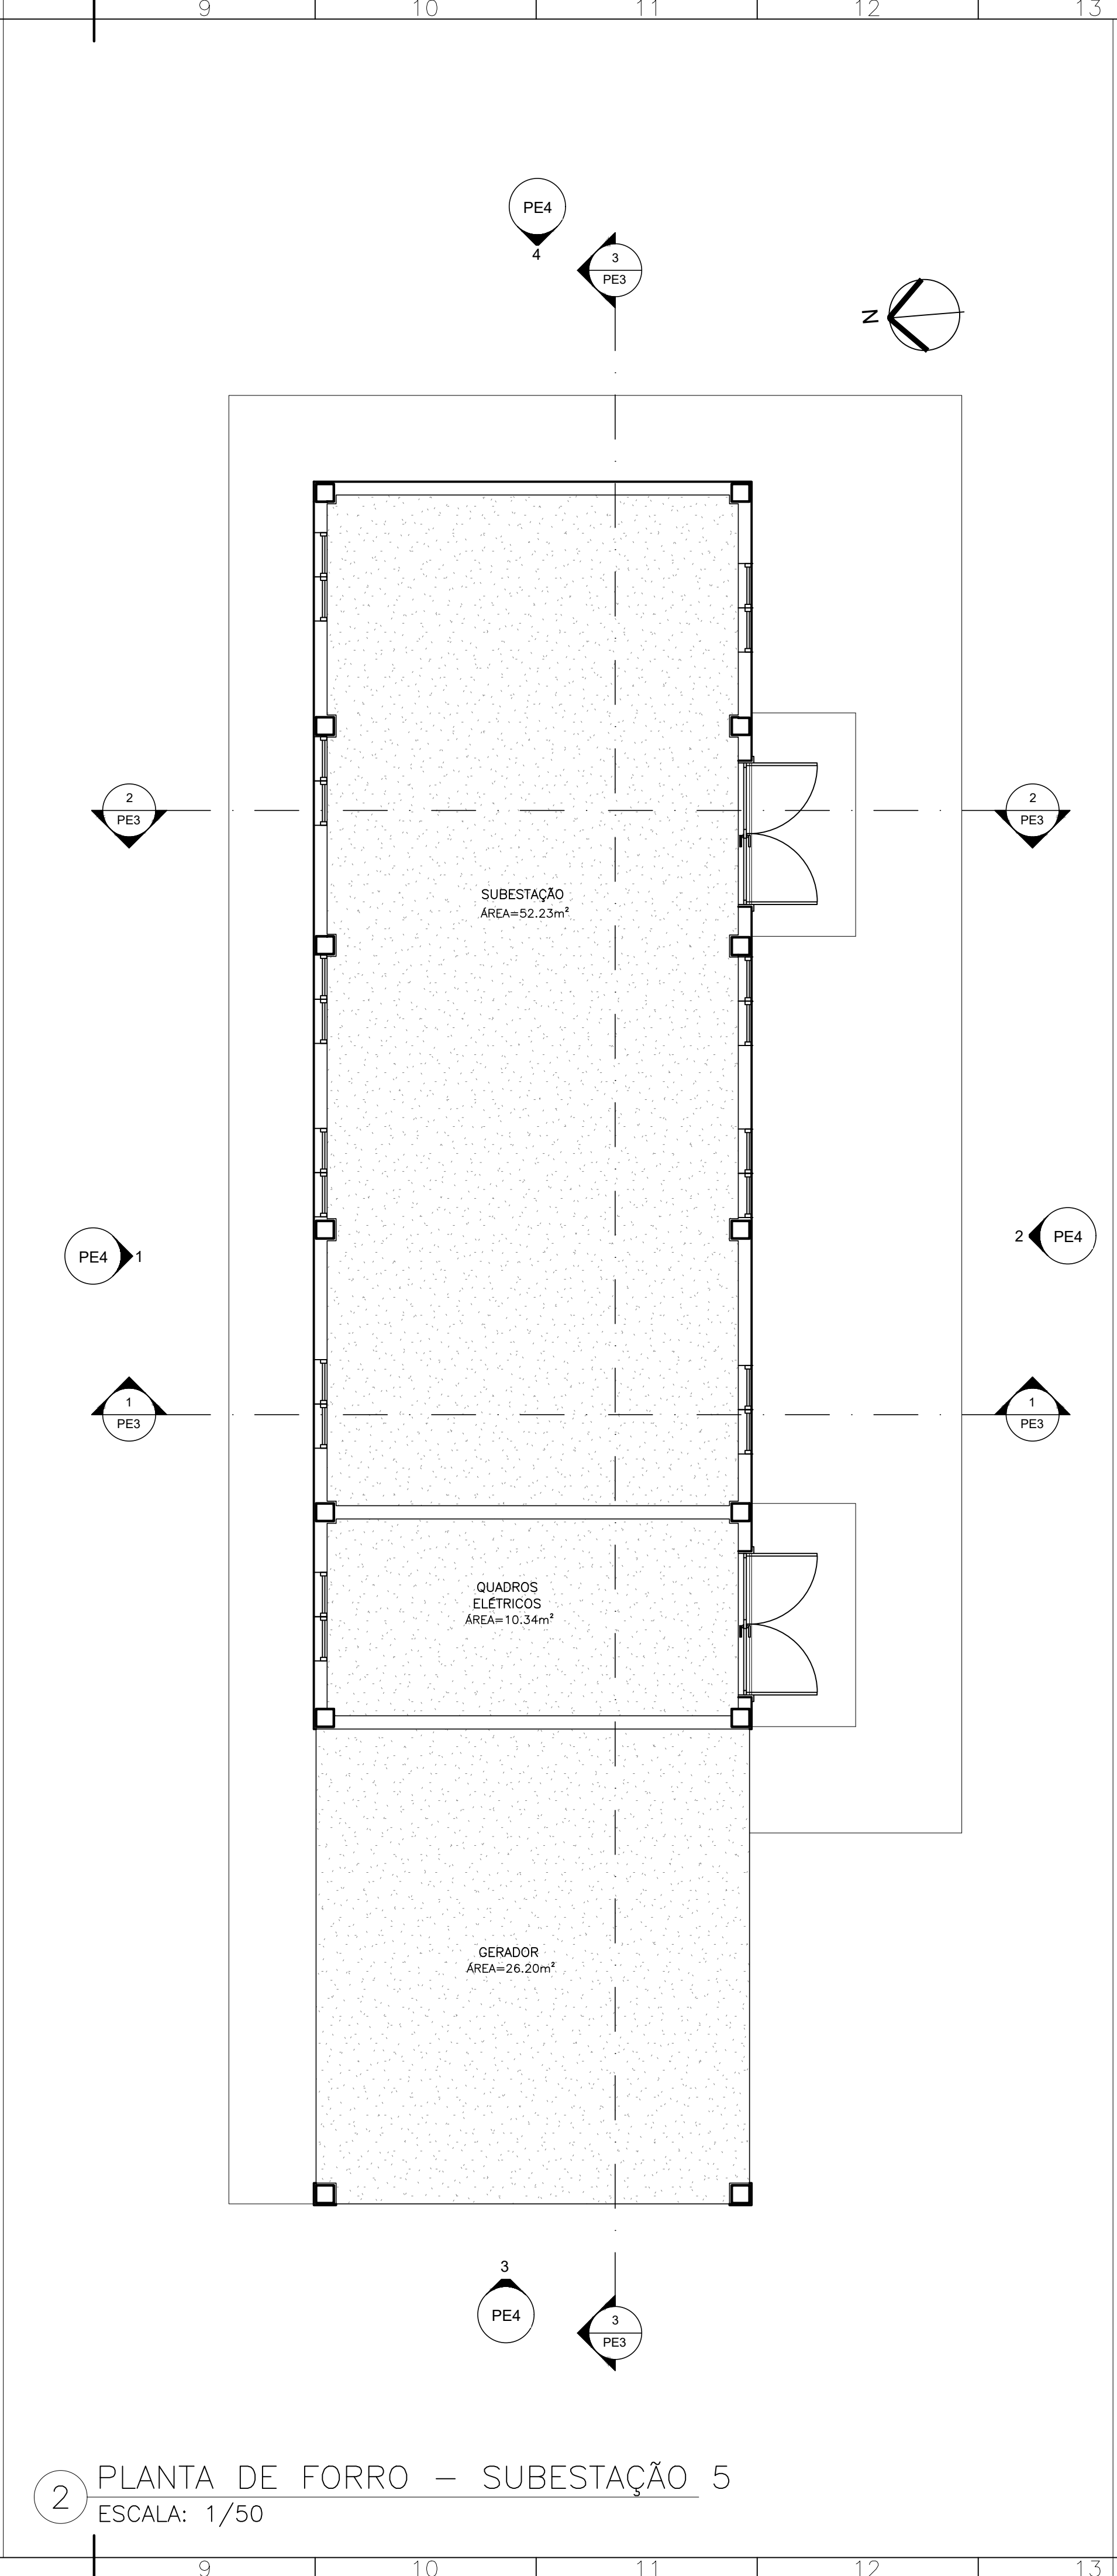 9 10 11 12 13
PE4
4
3
PE3
N
2
PE3
2
PE3
SUBESTAÇÃO
ÁREA=52.23m²
PE4 1
2 PE4
1
PE3
1
PE3
QUADROS
ELÉTRICOS
ÁREA=10.34m²
GERADOR
ÁREA=26.20m²
3
PE4
3
PE3
2
PLANTA DE FORRO – SUBESTAÇÃO 5
ESCALA: 1/50
9 10 11 12 13